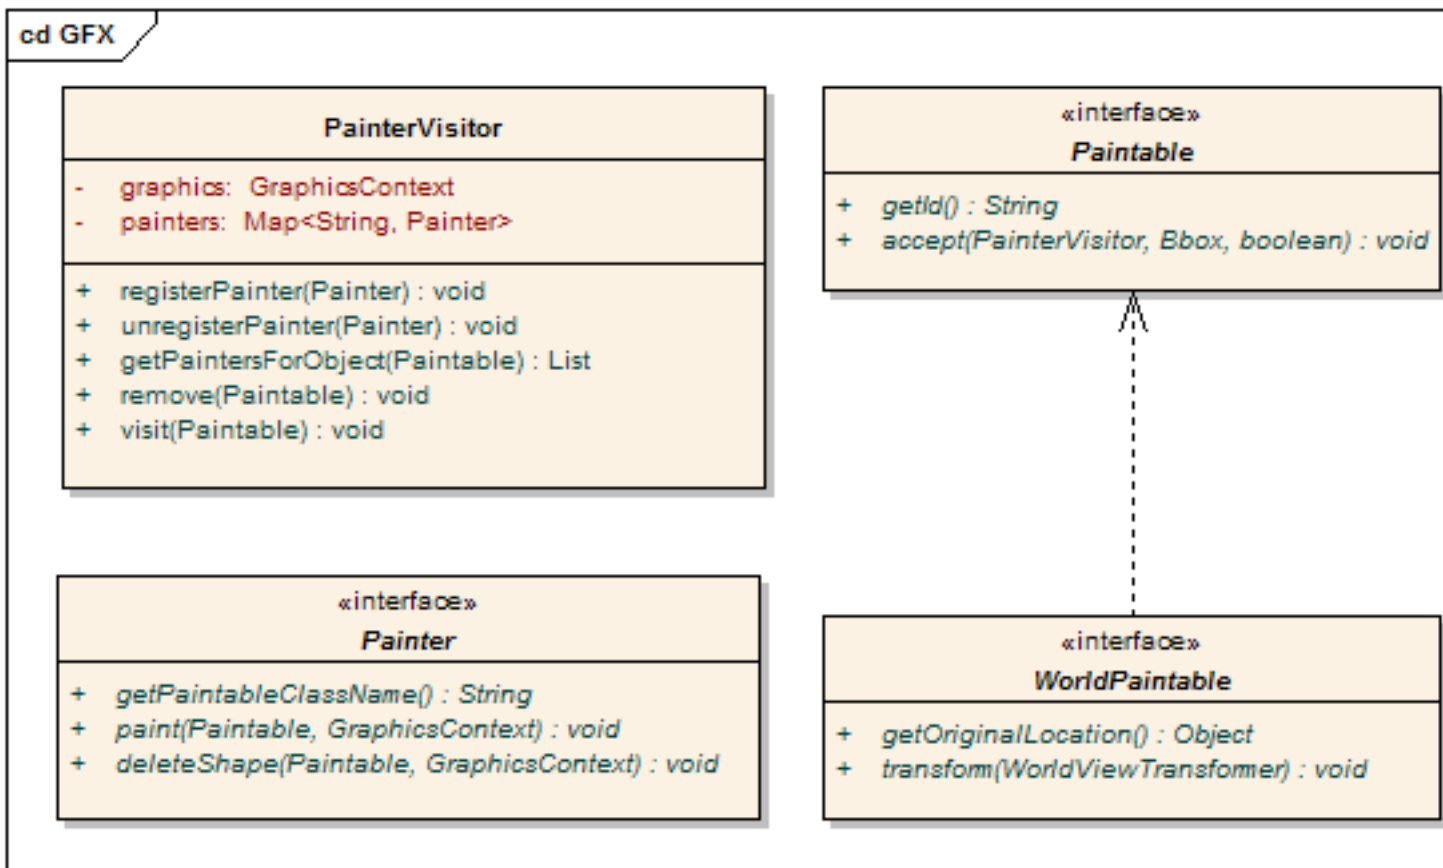 cd GFX
PainterVisitor
- graphics: GraphicsContext
- painters: Map<String, Painter>
+ registerPainter(Painter) : void
+ unregisterPainter(Painter) : void
+ getPaintersForObject(Paintable) : List
+ remove(Paintable) : void
+ visit(Paintable) : void
«interface»
Paintable
+ getId() : String
+ accept(PainterVisitor, Bbox, boolean) : void
«interface»
Painter
+ getPaintableClassName() : String
+ paint(Paintable, GraphicsContext) : void
+ deleteShape(Paintable, GraphicsContext) : void
«interface»
WorldPaintable
+ getOriginalLocation() : Object
+ transform(WorldViewTransformer) : void